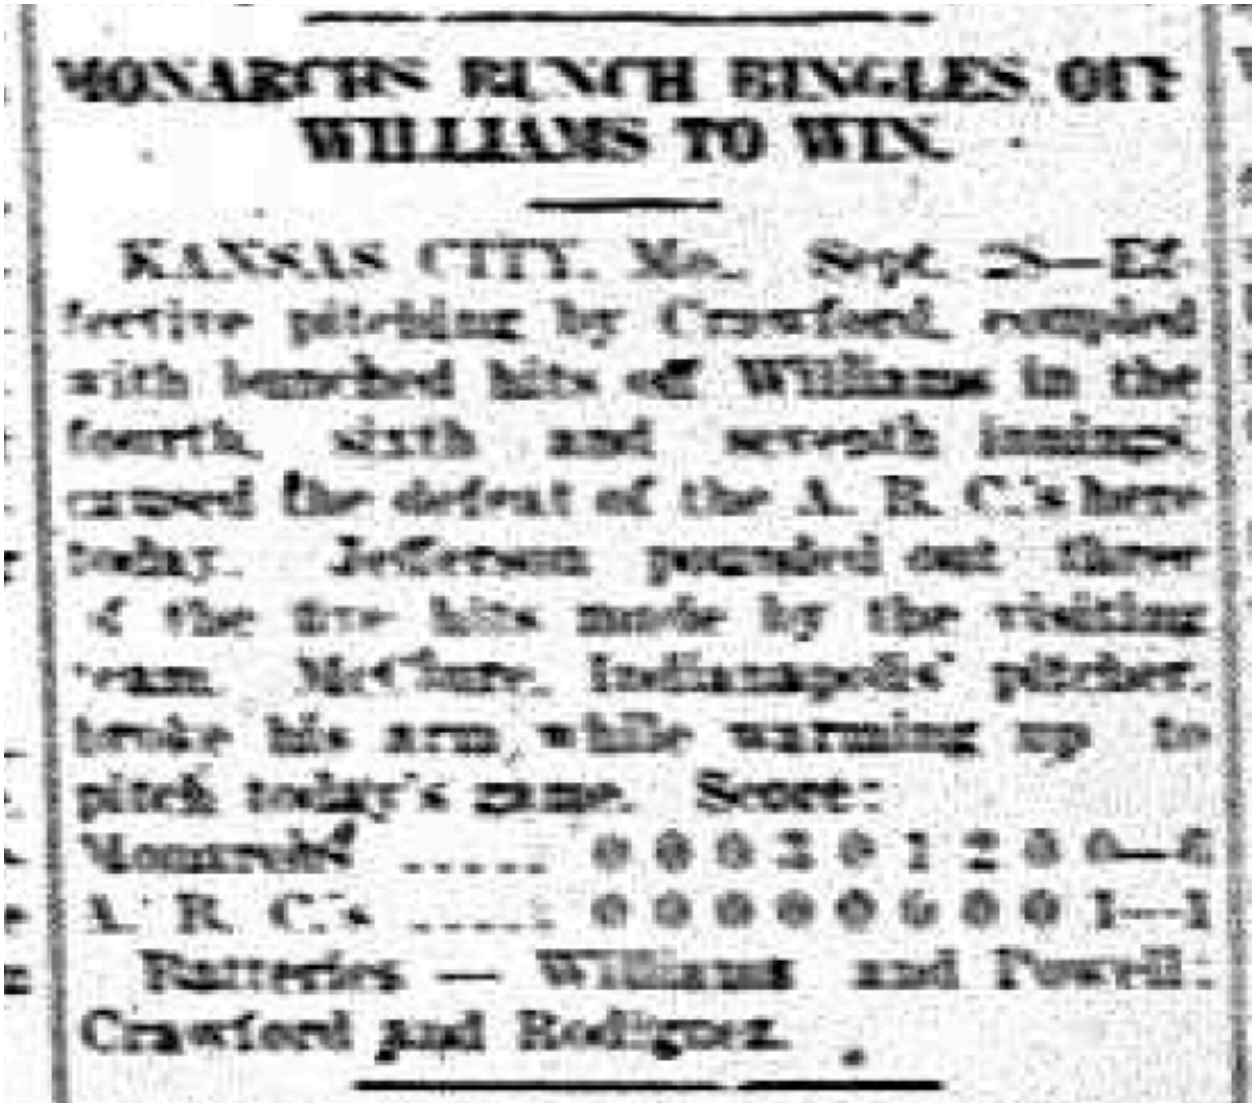 MONARCHS BUNCH BINGLES OFF
WILLIAMS TO WIN.
KANSAS CITY, Mo., Sept. 28—Ef-
fective pitching by Crawford, coupled
with bunched hits off Williams in the
fourth, sixth and seventh innings
caused the defeat of the A. B. C.'s here
today. Jefferson pounded out three
of the five hits made by the visiting
team. McClure, Indianapolis' pitcher,
broke his arm while warming up to
pitch today's game. Score:
Monarchs ..... 0 0 0 3 0 1 2 0 0—6
A. B. C.'s ..... 0 0 0 0 0 0 0 0 1—1
Batteries — Williams and Powell;
Crawford and Rodriguez.